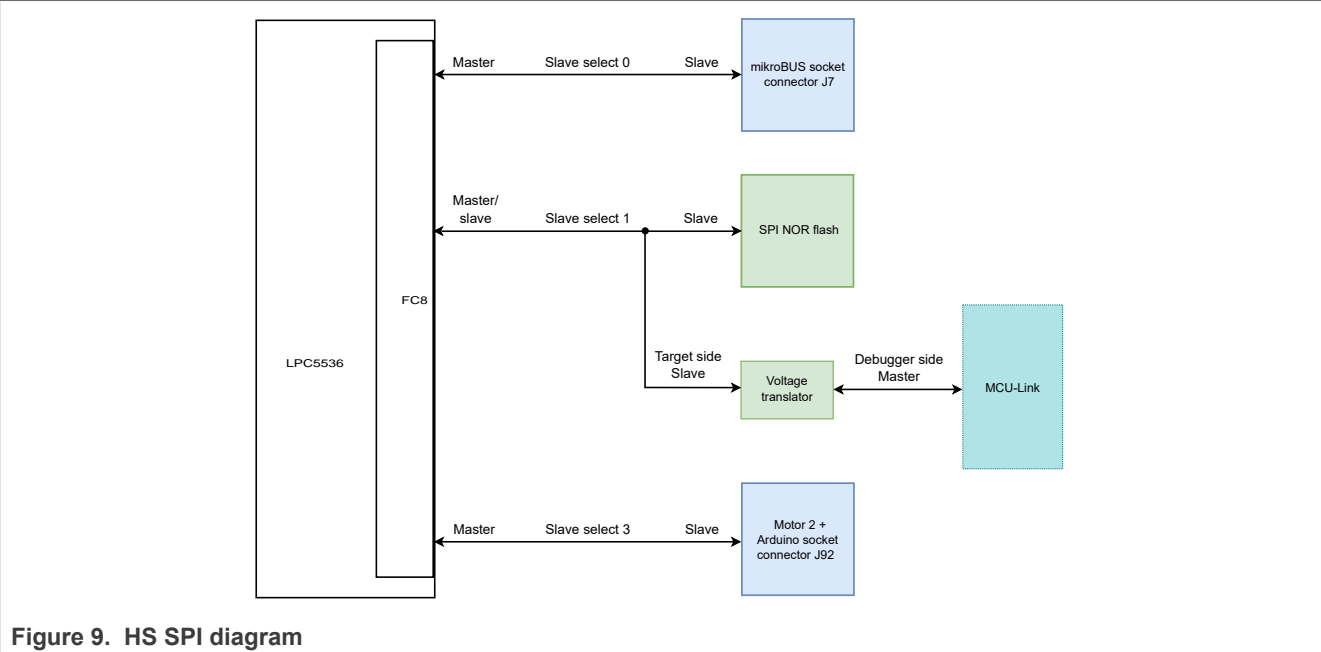 Master
Slave select 0
Slave
mikroBUS socket
connector J7
Master/
slave
Slave select 1
Slave
SPI NOR flash
FC8
LPC5536
Target side
Slave
Voltage
translator
Debugger side
Master
MCU-Link
Master
Slave select 3
Slave
Motor 2 +
Arduino socket
connector J92
Figure 9. HS SPI diagram